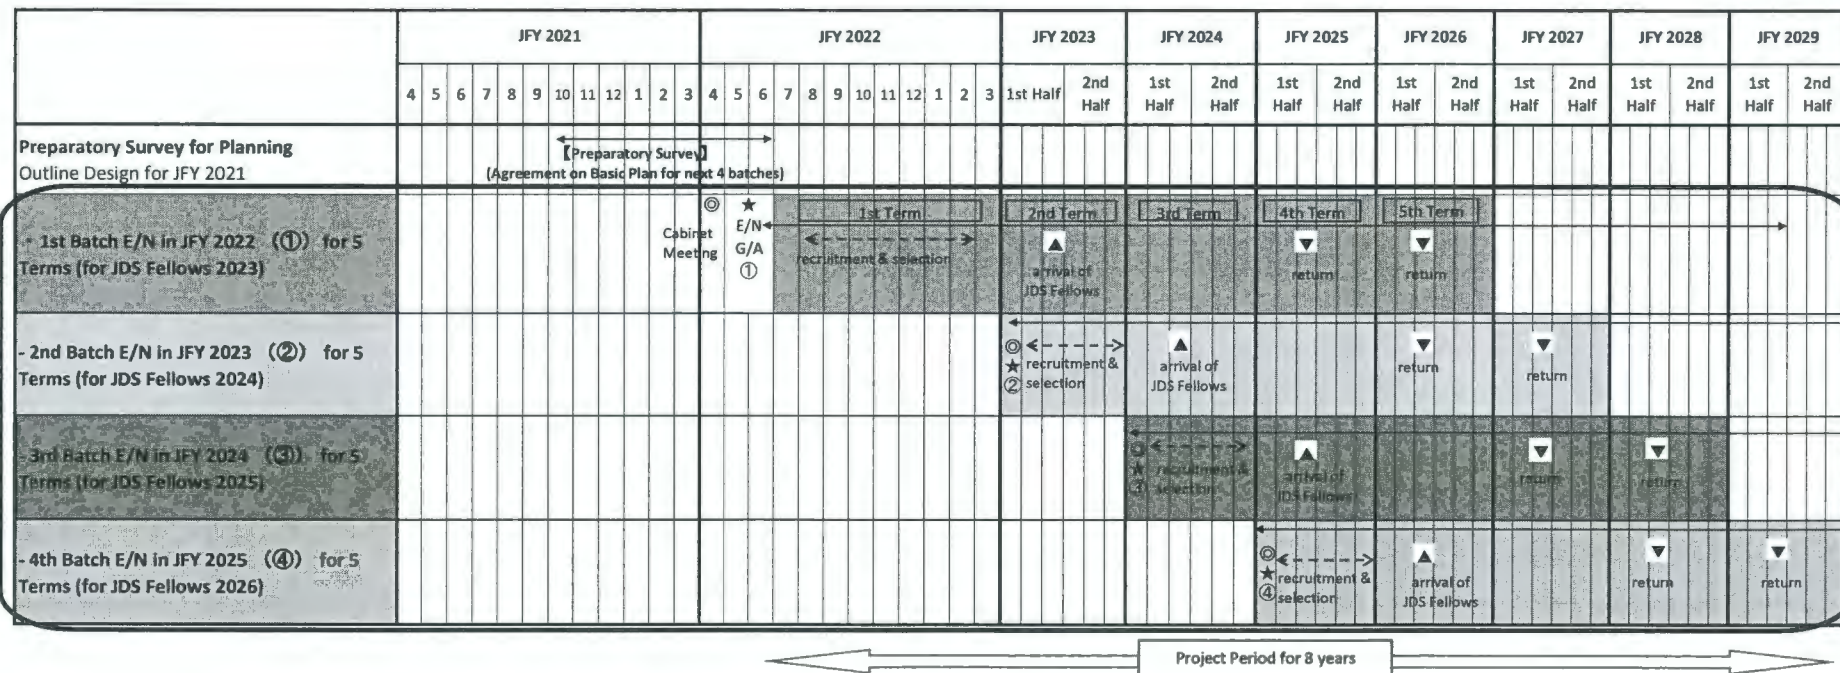 JFY 2021 JFY 2022 JFY 2023 JFY 2024 JFY 2025 JFY 2026 JFY 2027 JFY 2028 JFY 2029
4 5 6 7 8 9 10 11 12 1 2 3 4 5 6 7 8 9 10 11 12 1 2 3 1st Half 2nd Half 1st Half 2nd Half 1st Half 2nd Half 1st Half 2nd Half 1st Half 2nd Half 1st Half 2nd Half 1st Half 2nd Half
Preparatory Survey for Planning
Outline Design for JFY 2021
【Preparatory Survey】
(Agreement on Basic Plan for next 4 batches)
- 1st Batch E/N in JFY 2022 (①) for 5
Terms (for JDS Fellows 2023)
◎ ★
Cabinet
Meeting
E/N
G/A
①
1st Term 2nd Term 3rd Term 4th Term 5th Term
recruitment & selection
▲ ▼ ▼
arrival of
JDS Fellows
return
return
- 2nd Batch E/N in JFY 2023 (②) for 5
Terms (for JDS Fellows 2024)
◎
★ recruitment &
② selection
▲ ▼ ▼
arrival of
JDS Fellows
return
return
- 3rd Batch E/N in JFY 2024 (③) for 5
Terms (for JDS Fellows 2025)
◎
★ recruitment &
③ selection
▲ ▼ ▼
arrival of
JDS Fellows
return
return
- 4th Batch E/N in JFY 2025 (④) for 5
Terms (for JDS Fellows 2026)
◎
★ recruitment &
④ selection
▲ ▼ ▼
arrival of
JDS Fellows
return
return
Project Period for 8 years